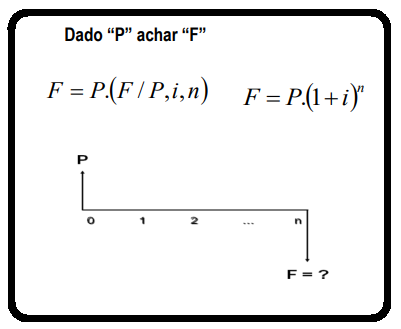 Dado “P” achar “F”
F = P.(F / P,i,n) F = P.(1+i)ⁿ
P
0 1 2 ... n
F = ?